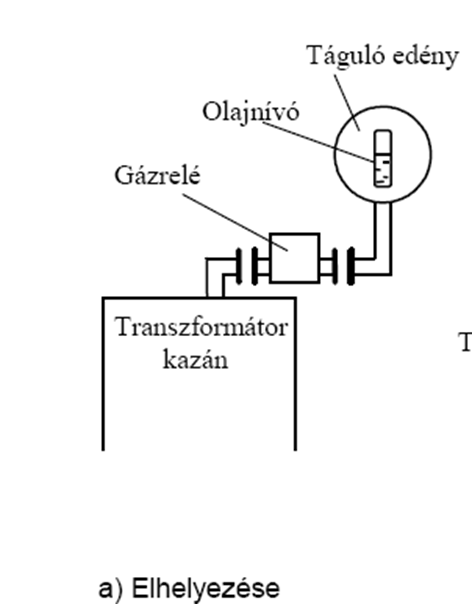 Táguló edény
Olajnívó
Gázrelé
Transzformátor
kazán
T
a) Elhelyezése